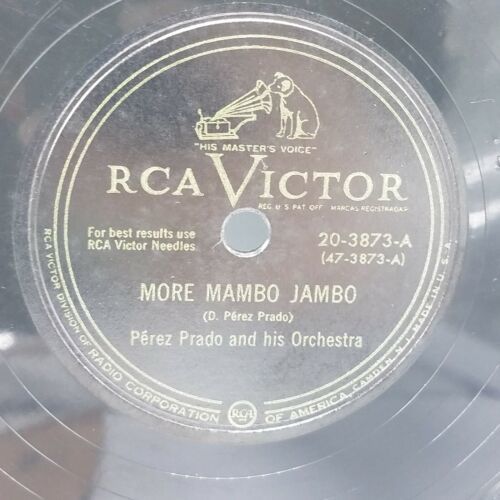 "HIS MASTER'S VOICE"
RCA VICTOR
REG. U S PAT. OFF. MARCAS REGISTRADAS
For best results use
RCA Victor Needles
20-3873-A
(47-3873-A)
MORE MAMBO JAMBO
(D. Pérez Prado)
Pérez Prado and his Orchestra
RCA VICTOR DIVISION OF RADIO CORPORATION OF AMERICA, CAMDEN, N. J. MADE IN U. S. A.
RCA